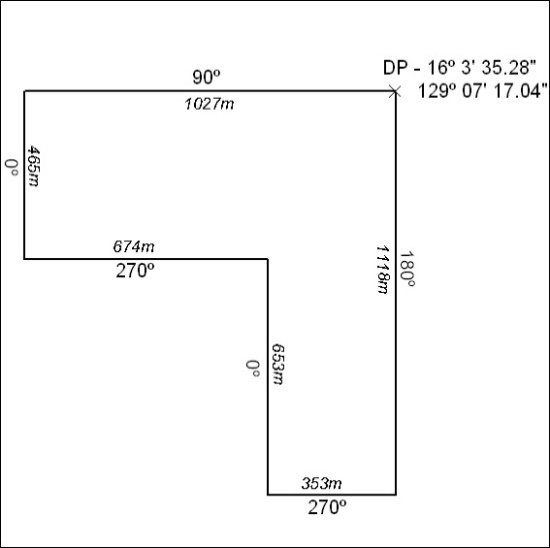 DP - 16º 3' 35.28"
90º
129º 07' 17.04"
1027m
465m
0º
674m
270º
1118m
180º
653m
0º
353m
270º